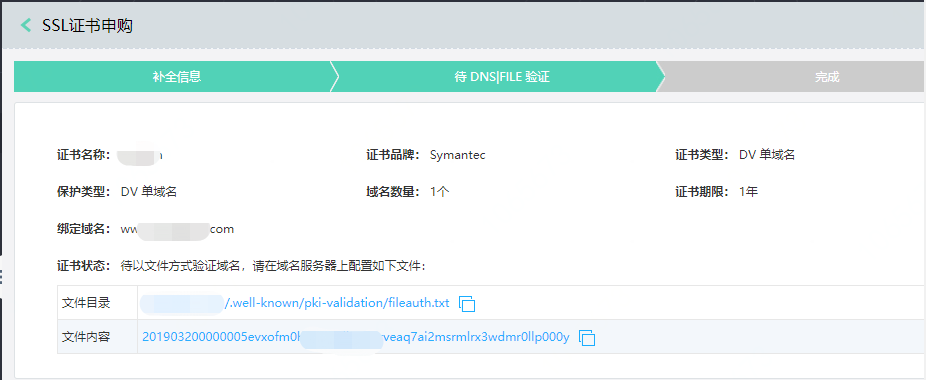 SSL证书申购
补全信息 待 DNS|FILE 验证 完成
证书名称： 证书品牌： Symantec 证书类型： DV 单域名
保护类型： DV 单域名 域名数量： 1个 证书期限： 1年
绑定域名： ww com
证书状态： 待以文件方式验证域名，请在域名服务器上配置如下文件：
文件目录 /.well-known/pki-validation/fileauth.txt
文件内容 201903200000005evxofm0 veaq7ai2msrmlrx3wdmr0llp000y